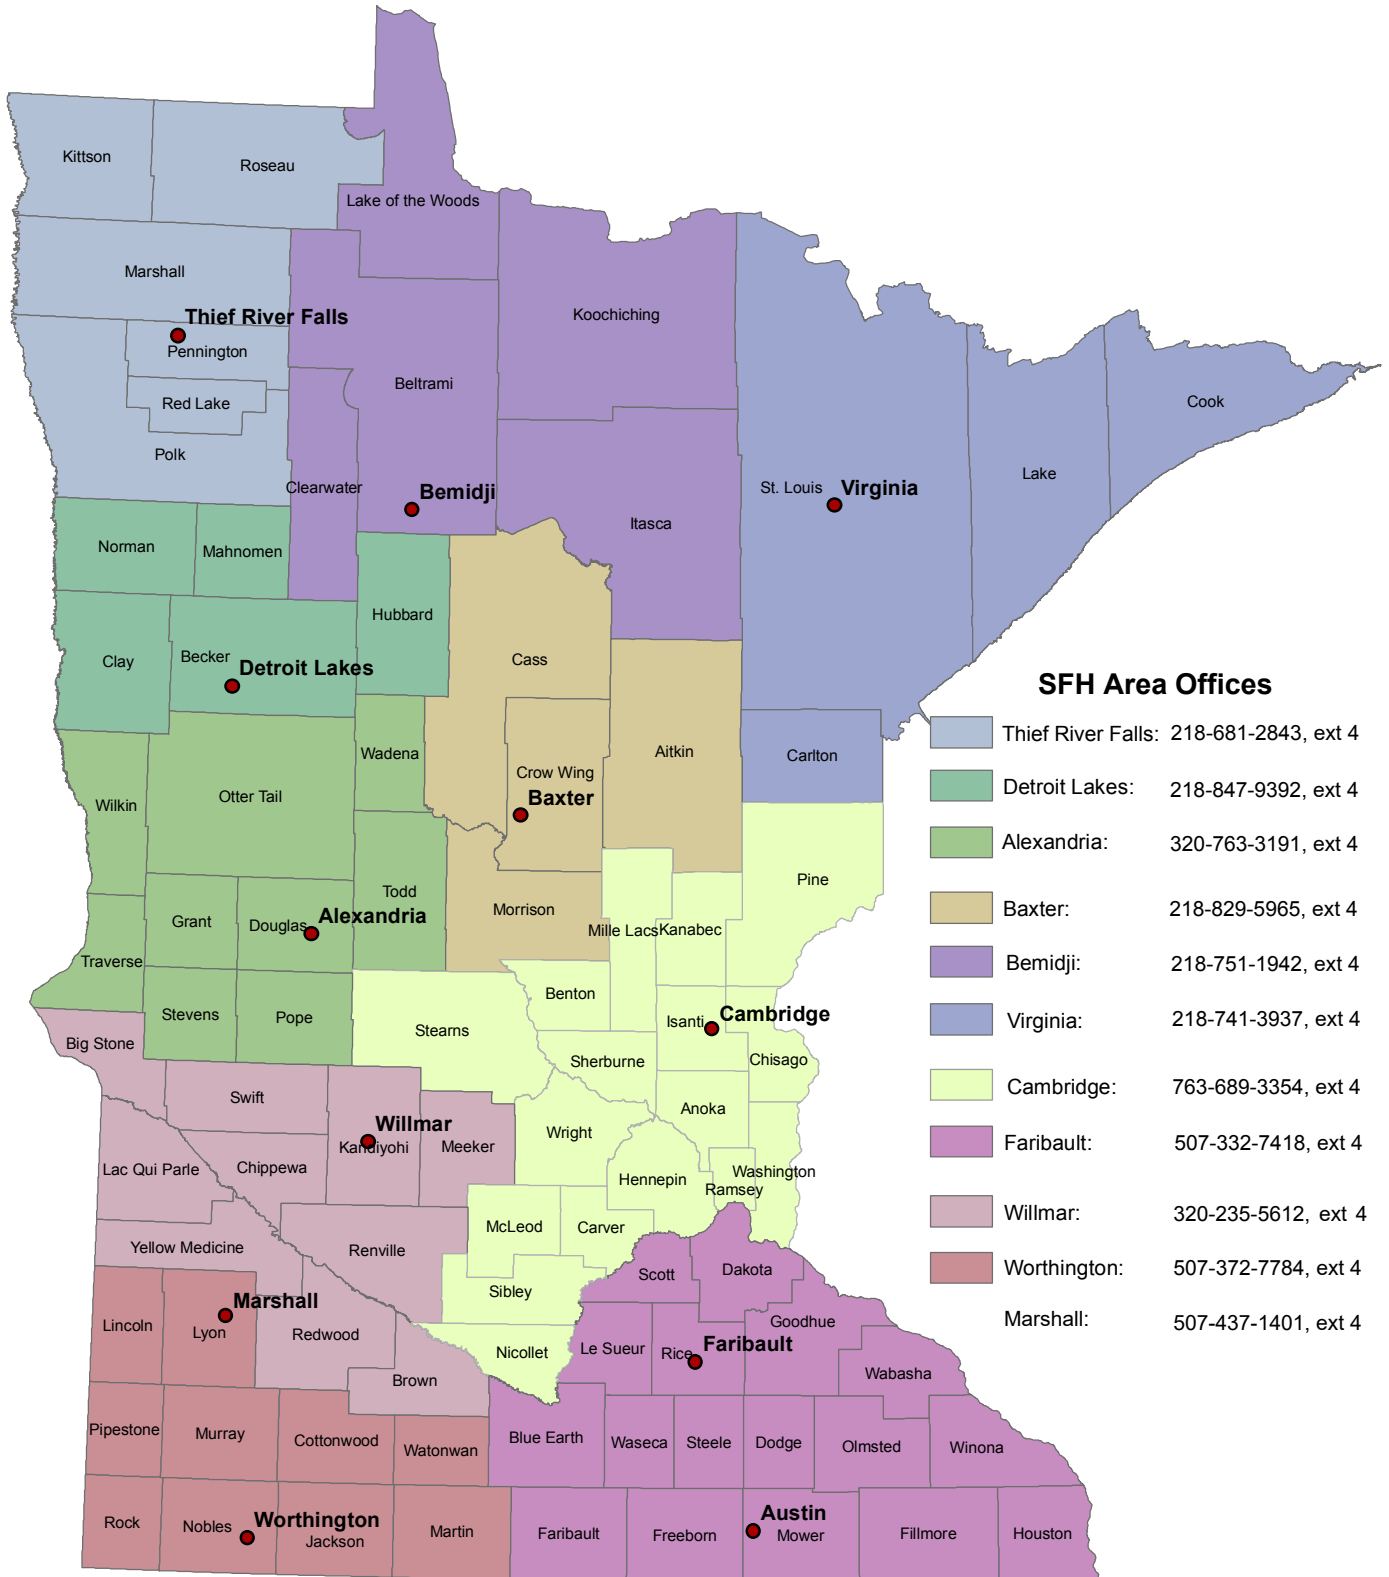 Kittson
Roseau
Lake of the Woods
Marshall
Koochiching
Thief River Falls
Pennington
Beltrami
Red Lake
Cook
Polk
Lake
Clearwater
Bemidji
St. Louis
Virginia
Itasca
Norman
Mahnomen
Hubbard
Clay
Becker
Detroit Lakes
Cass
Wadena
Aitkin
Carlton
Crow Wing
Baxter
Wilkin
Otter Tail
Pine
Todd
Grant
Douglas
Alexandria
Morrison
Mille Lacs
Kanabec
Traverse
Benton
Stevens
Pope
Stearns
Isanti
Cambridge
Big Stone
Sherburne
Chisago
Swift
Anoka
Willmar
Kandiyohi
Meeker
Wright
Lac Qui Parle
Chippewa
Hennepin
Washington
Ramsey
McLeod
Carver
Yellow Medicine
Renville
Scott
Dakota
Sibley
Marshall
Lincoln
Lyon
Redwood
Goodhue
Nicollet
Le Sueur
Rice
Faribault
Brown
Wabasha
Pipestone
Murray
Cottonwood
Watonwan
Blue Earth
Waseca
Steele
Dodge
Olmsted
Winona
Rock
Nobles
Worthington
Jackson
Martin
Faribault
Freeborn
Austin
Mower
Fillmore
Houston
SFH Area Offices
Thief River Falls: 218-681-2843, ext 4
Detroit Lakes: 218-847-9392, ext 4
Alexandria: 320-763-3191, ext 4
Baxter: 218-829-5965, ext 4
Bemidji: 218-751-1942, ext 4
Virginia: 218-741-3937, ext 4
Cambridge: 763-689-3354, ext 4
Faribault: 507-332-7418, ext 4
Willmar: 320-235-5612, ext 4
Worthington: 507-372-7784, ext 4
Marshall: 507-437-1401, ext 4